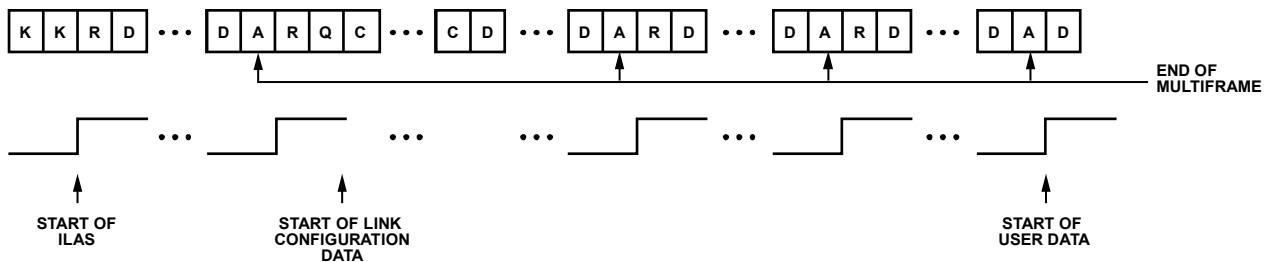 K K R D ••• D A R Q C ••• C D ••• D A R D ••• D A R D ••• D A D
END OF
MULTIFRAME
••• ••• ••• ••• •••
START OF
ILAS
START OF LINK
CONFIGURATION
DATA
START OF
USER DATA